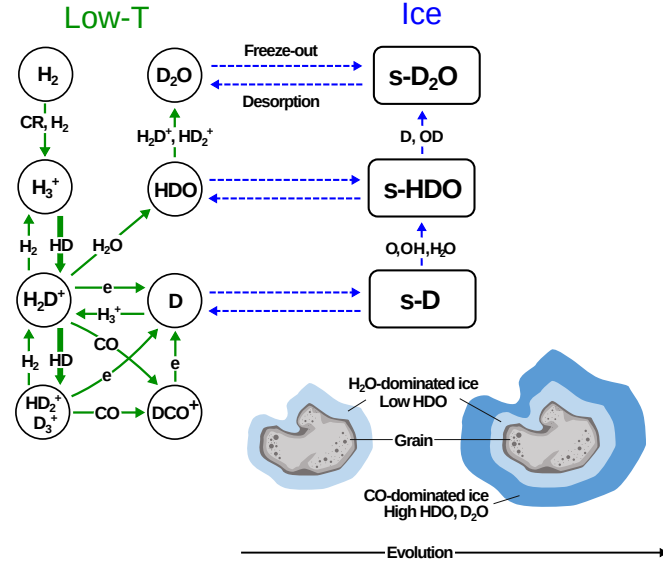 Low-T
Ice
H₂
D₂O
Freeze-out
s-D₂O
Desorption
CR, H₂
H₂D⁺, HD₂⁺
D, OD
H₃⁺
HDO
s-HDO
H₂
HD
H₂O
O,OH,H₂O
H₂D⁺
e
D
s-D
H₃⁺
CO
H₂
HD
e
e
HD₂⁺
D₃⁺
CO
DCO⁺
H₂O-dominated ice
Low HDO
Grain
CO-dominated ice
High HDO, D₂O
Evolution